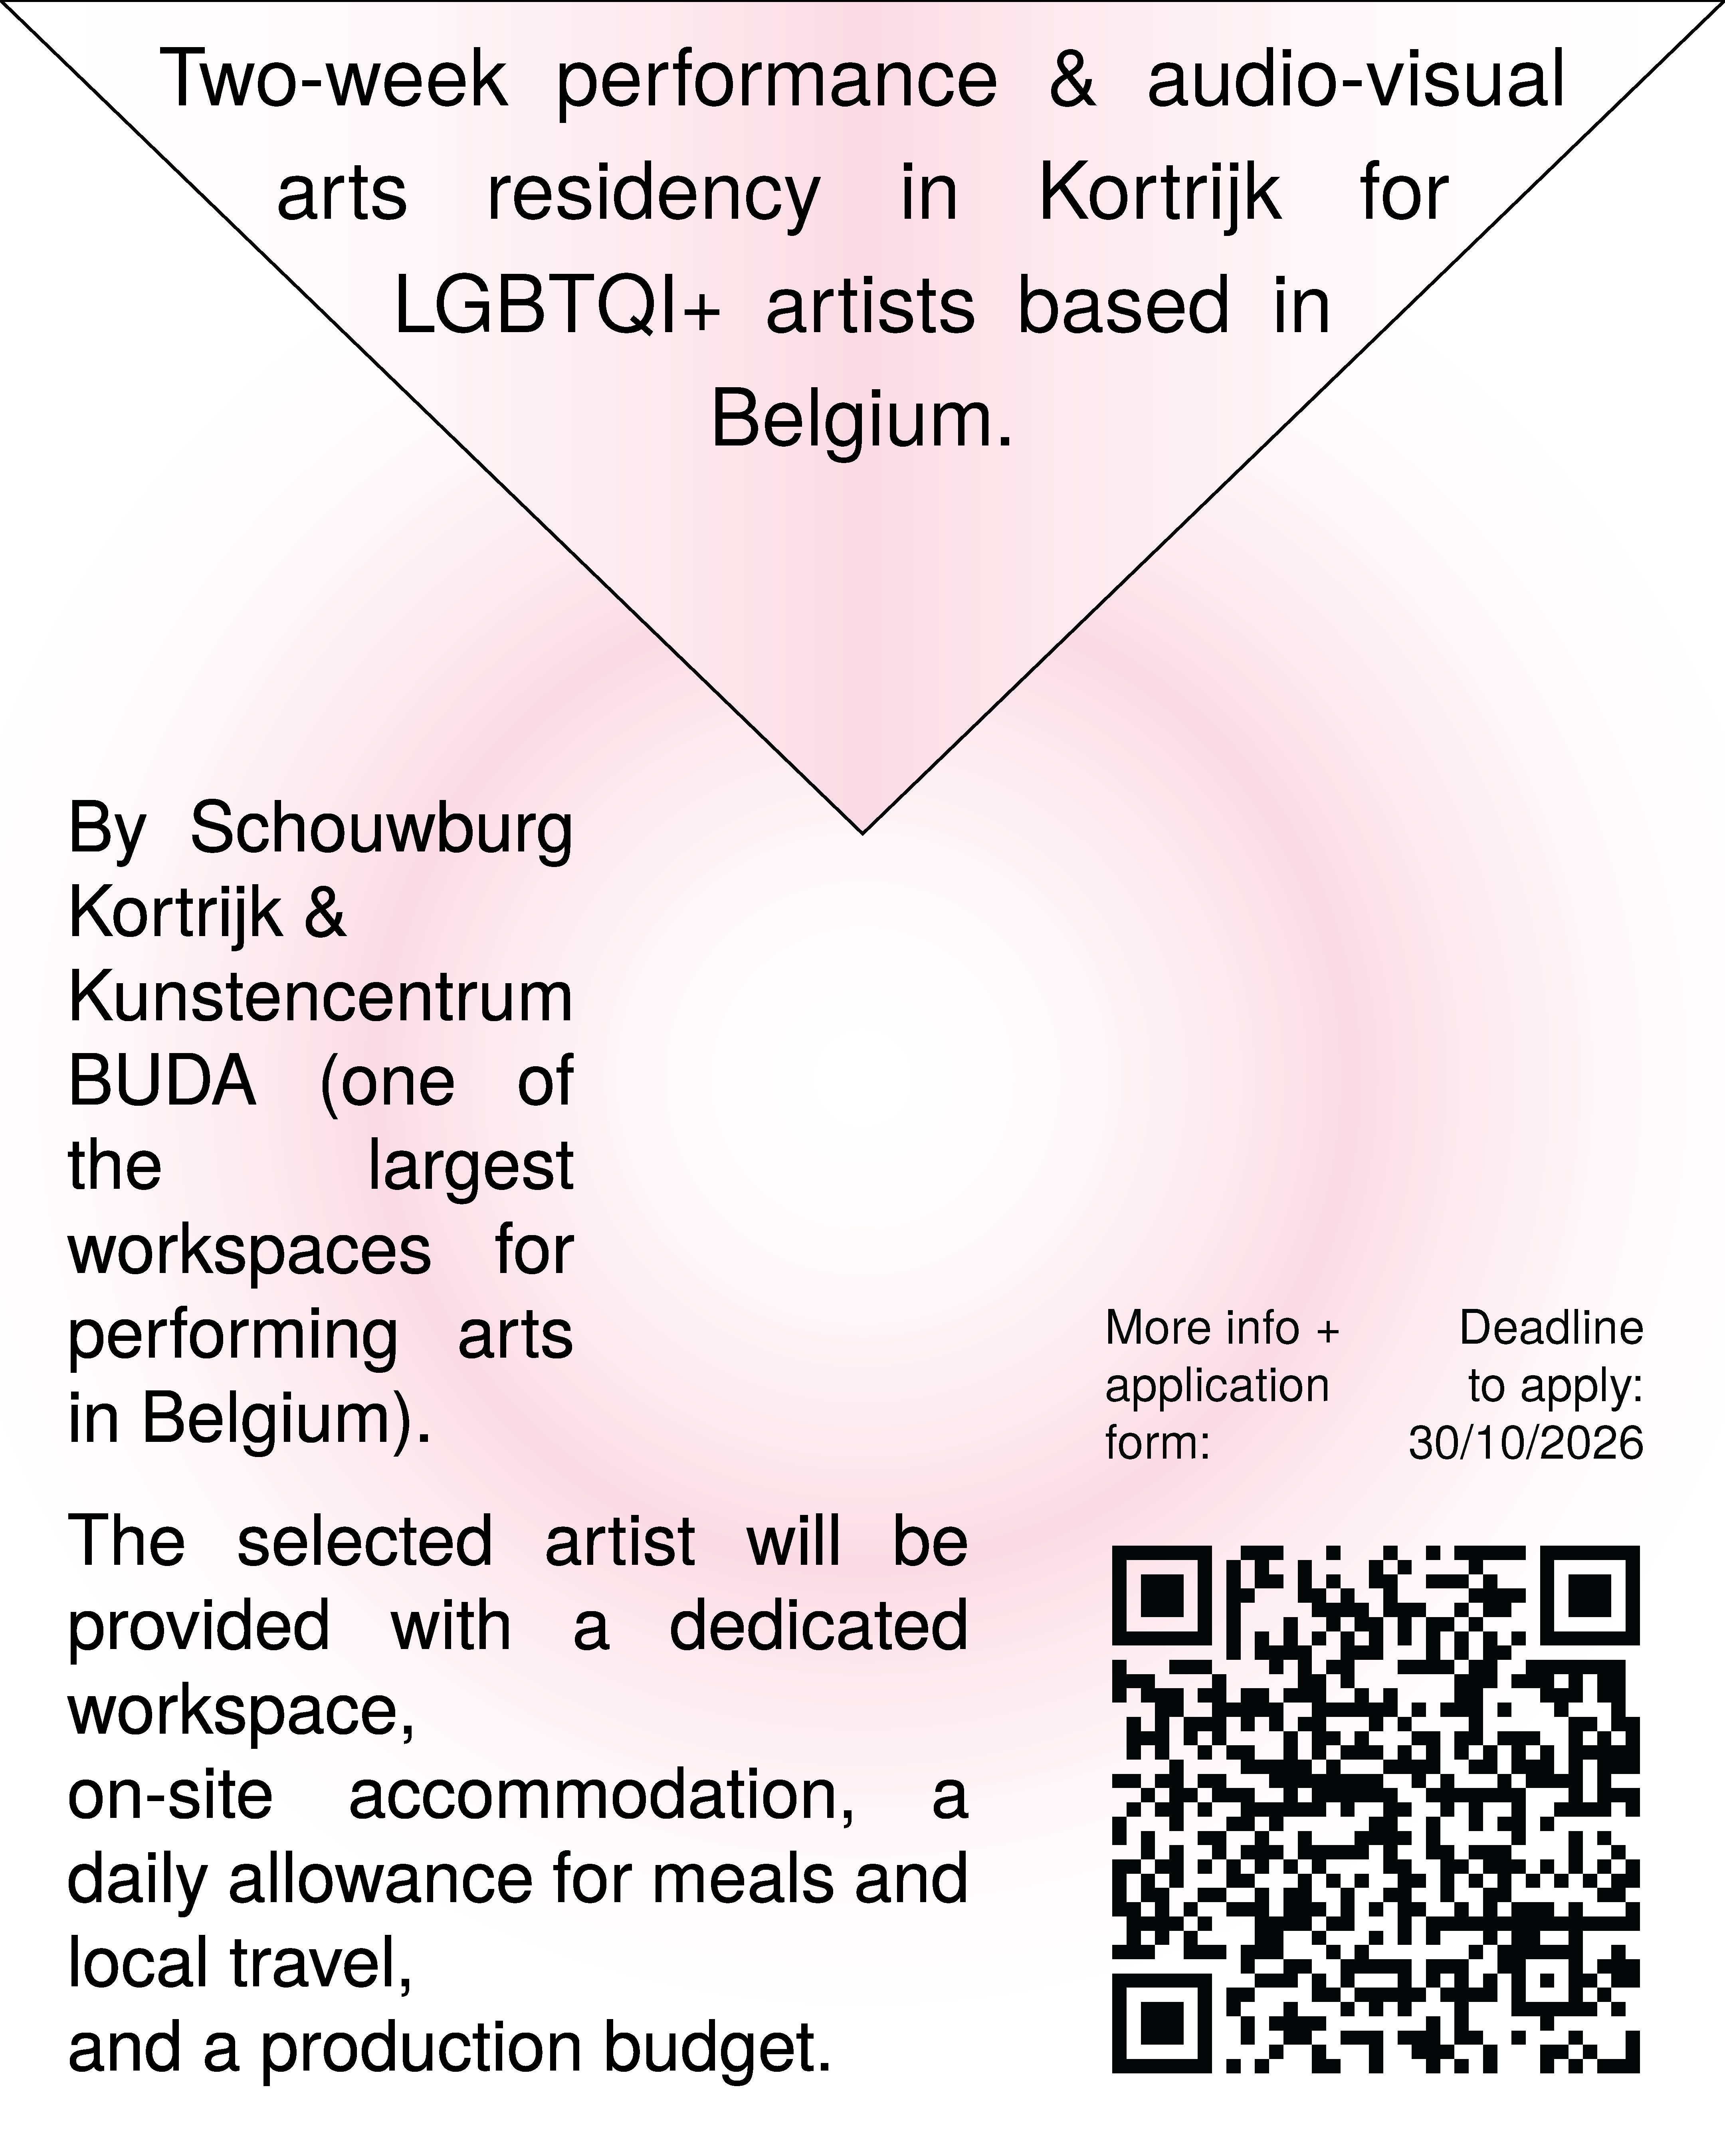 Two-week performance & audio-visual
arts residency in Kortrijk for
LGBTQI+ artists based in
Belgium.
By Schouwburg
Kortrijk &
Kunstencentrum
BUDA (one of
the largest
workspaces for
performing arts
in Belgium).
The selected artist will be
provided with a dedicated
workspace,
on-site accommodation, a
daily allowance for meals and
local travel,
and a production budget.
More info +
application
form:
Deadline
to apply:
30/10/2026